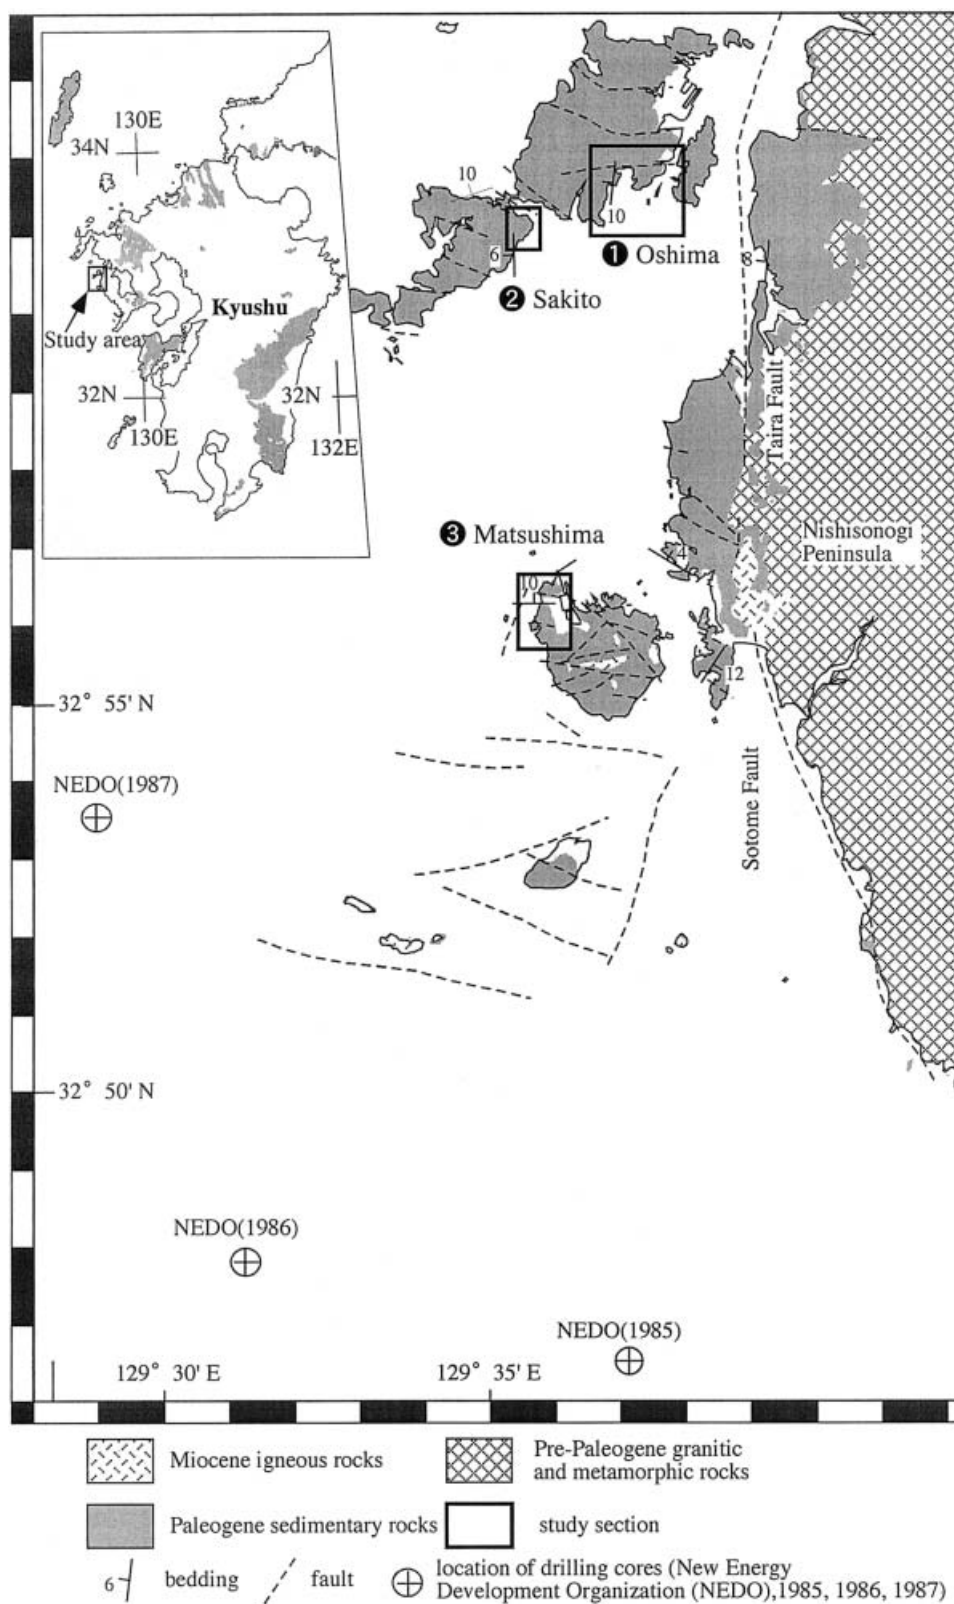 130E
34N
Kyushu
Study area
32N
130E
32N
132E
10
10
❶ Oshima
6
❷ Sakito
8
Taira Fault
❸ Matsushima
Nishisonogi
Peninsula
4
10
12
32° 55' N
NEDO(1987)
Sotome Fault
32° 50' N
NEDO(1986)
NEDO(1985)
129° 30' E
129° 35' E
Miocene igneous rocks
Pre-Paleogene granitic
and metamorphic rocks
Paleogene sedimentary rocks
study section
6
bedding
fault
location of drilling cores (New Energy
Development Organization (NEDO),1985, 1986, 1987)